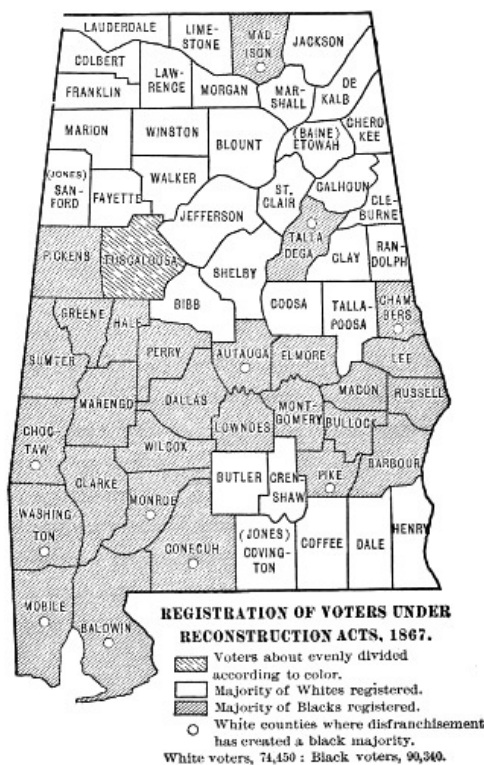 LAUDERDALE
LIME-
STONE
MAD
ISON
JACKSON
COLBERT
LAW-
RENCE
FRANKLIN
MORGAN
MAR-
SHALL
DE
KALB
CHERO
KEE
MARION
WINSTON
BLOUNT
(BAINE)
ETOWAH
(JONES)
SAN-
FORD
FAYETTE
WALKER
JEFFERSON
ST.
CLAIR
CALHOUN
CLE-
BURNE
TALLA
DEGA
PICKENS
TUSCALOUSA
SHELBY
CLAY
RAN-
DOLPH
BIBB
COOSA
TALLA-
POOSA
CHAM-
BERS
GREENE
HALE
SUMTER
PERRY
AUTAUGA
ELMORE
LEE
MACON
RUSSELL
MARENGO
DALLAS
LOWNDES
MONT-
GOMERY
BULLOCK
CHOC-
TAW
WILCOX
BARBOUR
CLARKE
MONROE
BUTLER
CREN-
SHAW
PIKE
WASHING
TON
CONECUH
(JONES)
COVING-
TON
COFFEE
DALE
HENRY
MOBILE
BALDWIN
REGISTRATION OF VOTERS UNDER
RECONSTRUCTION ACTS, 1867.
Voters about evenly divided
according to color.
Majority of Whites registered.
Majority of Blacks registered.
White counties where disfranchisement
has created a black majority.
White voters, 74,450 : Black voters, 90,340.